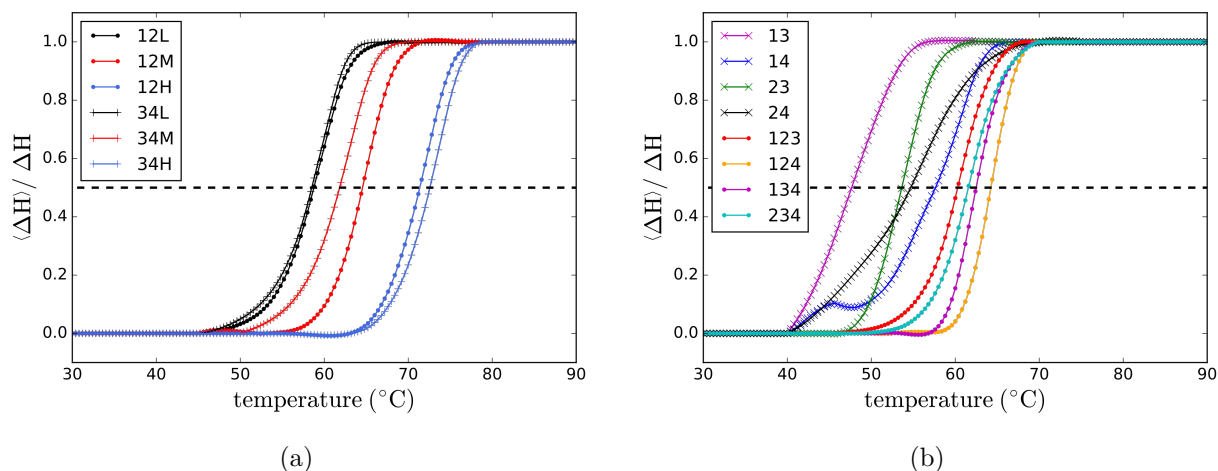 12L
12M
12H
34L
34M
34H
⟨ΔH⟩ / ΔH
1.0
0.8
0.6
0.4
0.2
0.0
30 40 50 60 70 80 90
temperature (°C)
(a)
13
14
23
24
123
124
134
234
⟨ΔH⟩ / ΔH
1.0
0.8
0.6
0.4
0.2
0.0
30 40 50 60 70 80 90
temperature (°C)
(b)